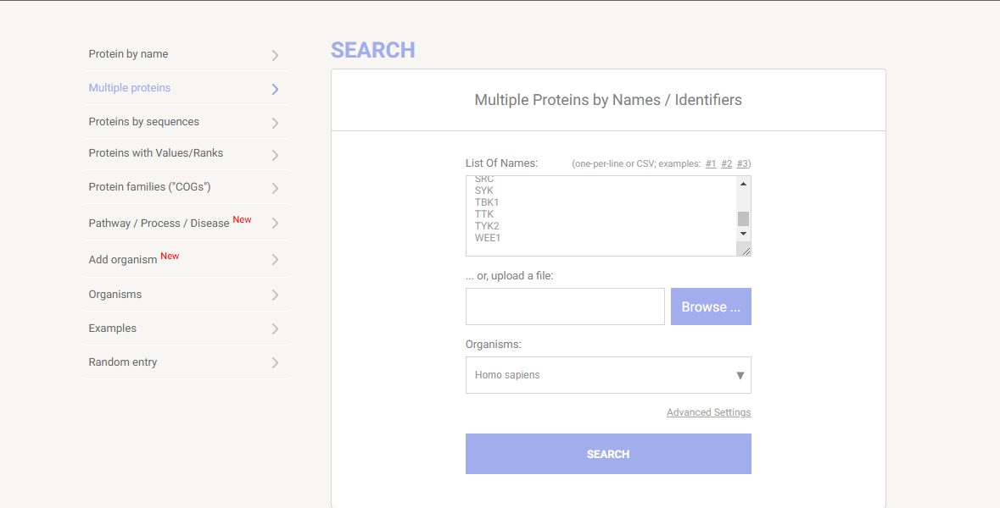 Protein by name
Multiple proteins
Proteins by sequences
Proteins with Values/Ranks
Protein families ("COGs")
Pathway / Process / Disease New
Add organism New
Organisms
Examples
Random entry
SEARCH
Multiple Proteins by Names / Identifiers
List Of Names: (one-per-line or CSV; examples: #1 #2 #3)
SRC
SYK
TBK1
TTK
TYK2
WEE1
... or, upload a file:
Browse ...
Organisms:
Homo sapiens
Advanced Settings
SEARCH